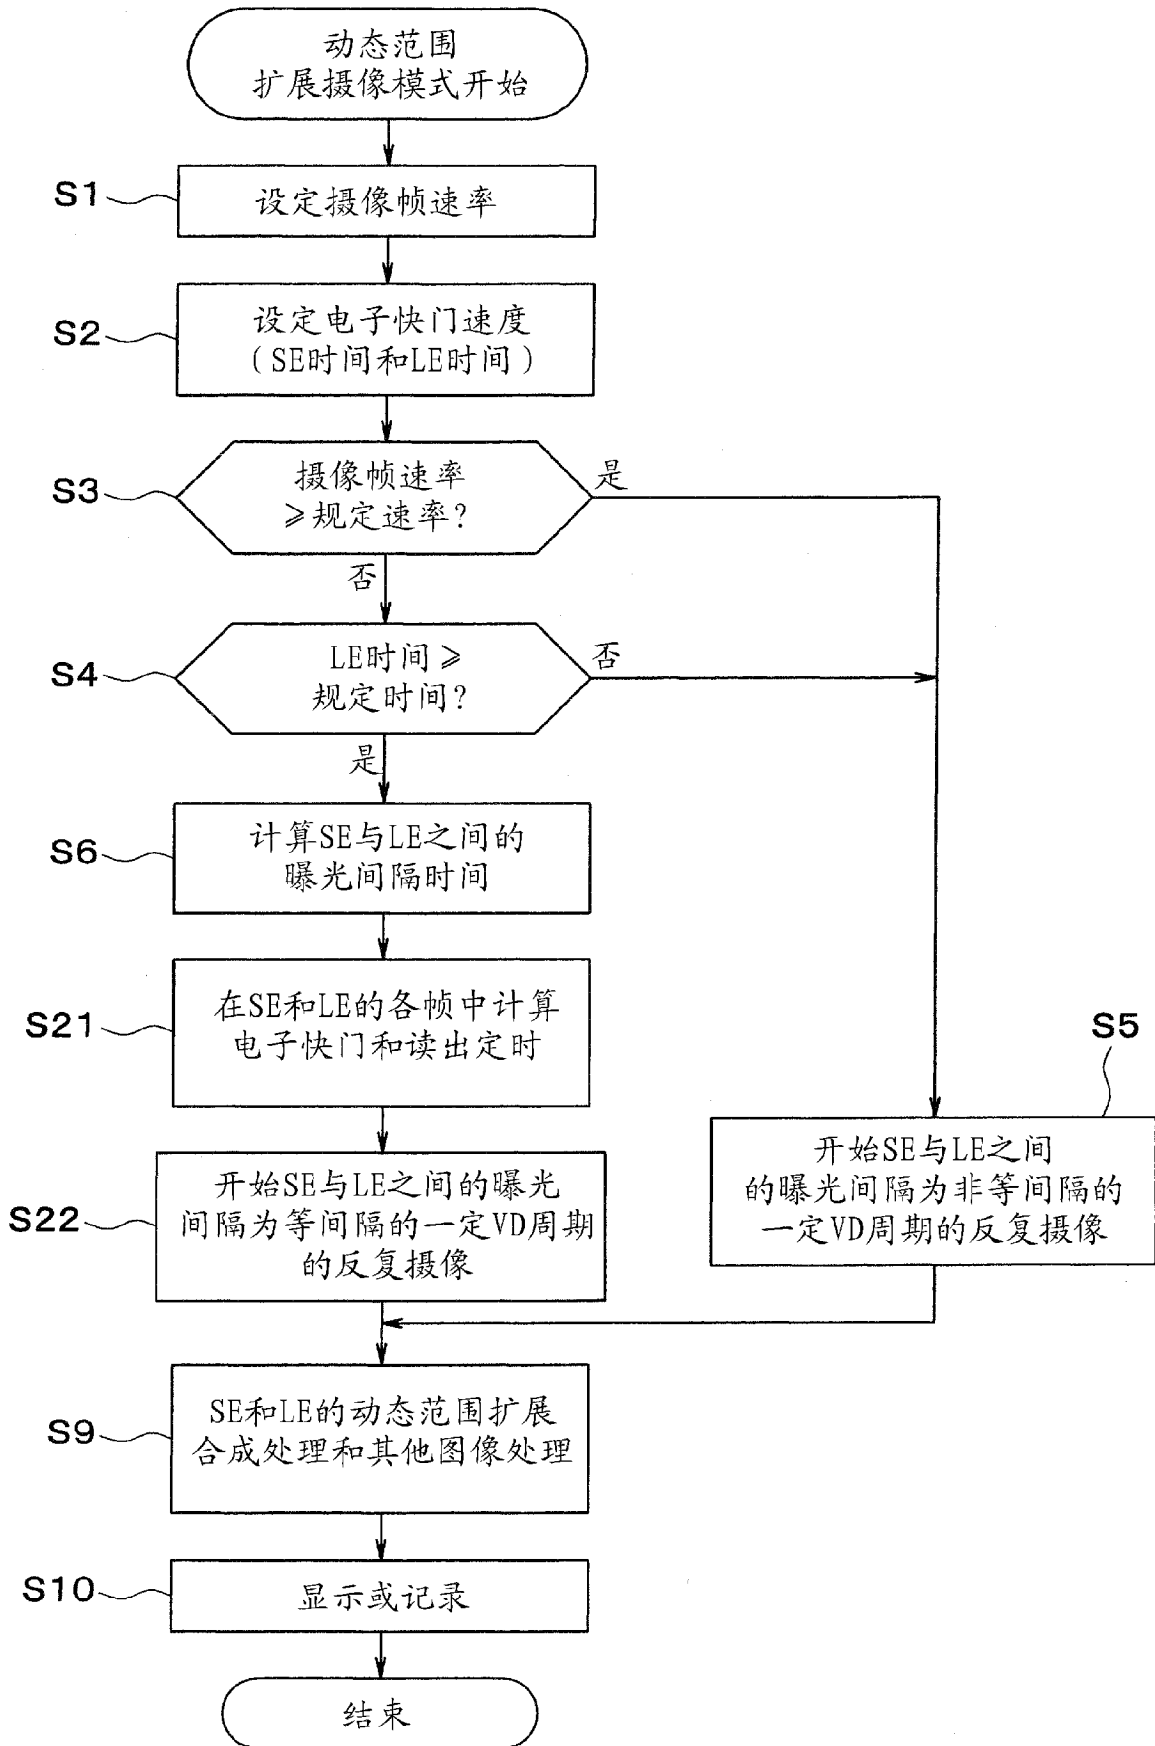 动态范围
扩展摄像模式开始
S1
设定摄像帧速率
S2
设定电子快门速度
（SE时间和LE时间）
S3
摄像帧速率
≥规定速率？
是
否
S4
LE时间≥
规定时间？
否
是
S6
计算SE与LE之间的
曝光间隔时间
S21
在SE和LE的各帧中计算
电子快门和读出定时
S5
开始SE与LE之间
的曝光间隔为非等间隔的
一定VD周期的反复摄像
S22
开始SE与LE之间的曝光
间隔为等间隔的一定VD周期
的反复摄像
S9
SE和LE的动态范围扩展
合成处理和其他图像处理
S10
显示或记录
结束